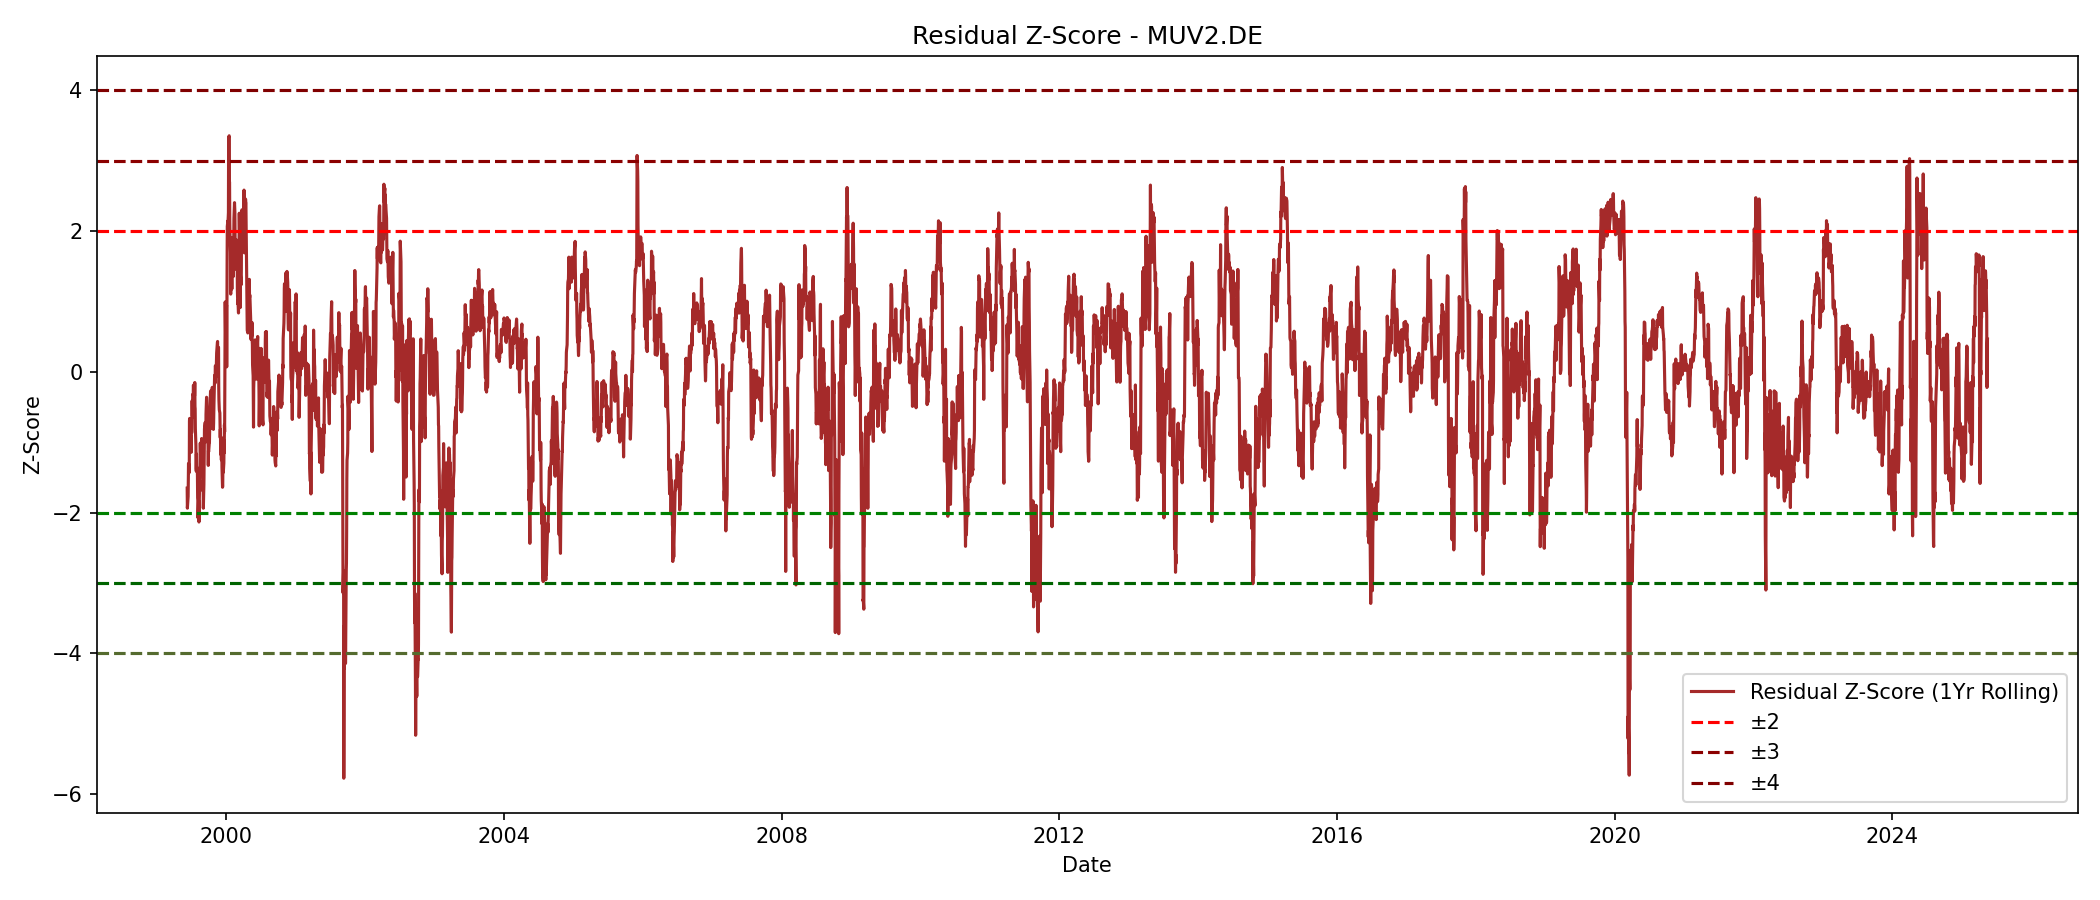 Residual Z-Score - MUV2.DE
Z-Score
4
2
0
−2
−4
−6
2000 2004 2008 2012 2016 2020 2024
Date
Residual Z-Score (1Yr Rolling)
±2
±3
±4